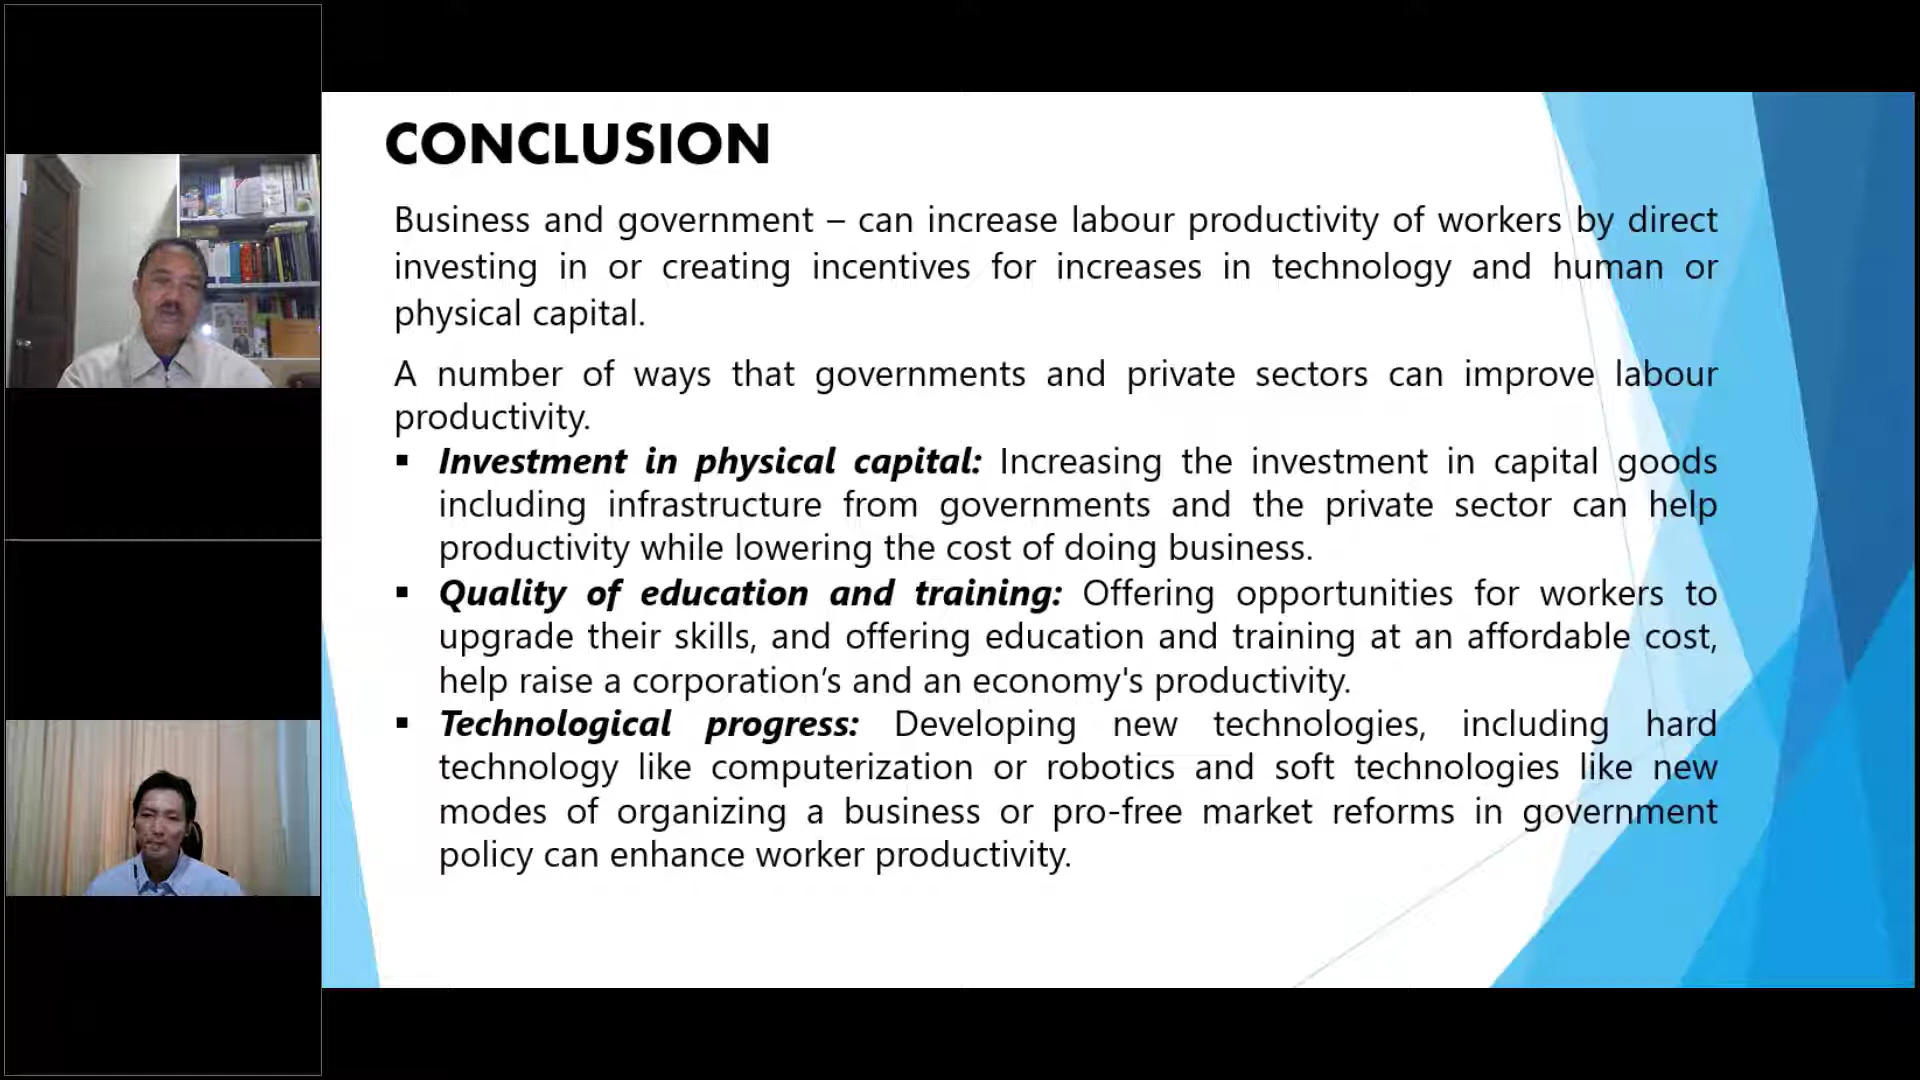 CONCLUSION
Business and government – can increase labour productivity of workers by direct
investing in or creating incentives for increases in technology and human or
physical capital.
A number of ways that governments and private sectors can improve labour
productivity.
▪ Investment in physical capital: Increasing the investment in capital goods
including infrastructure from governments and the private sector can help
productivity while lowering the cost of doing business.
▪ Quality of education and training: Offering opportunities for workers to
upgrade their skills, and offering education and training at an affordable cost,
help raise a corporation’s and an economy's productivity.
▪ Technological progress: Developing new technologies, including hard
technology like computerization or robotics and soft technologies like new
modes of organizing a business or pro-free market reforms in government
policy can enhance worker productivity.